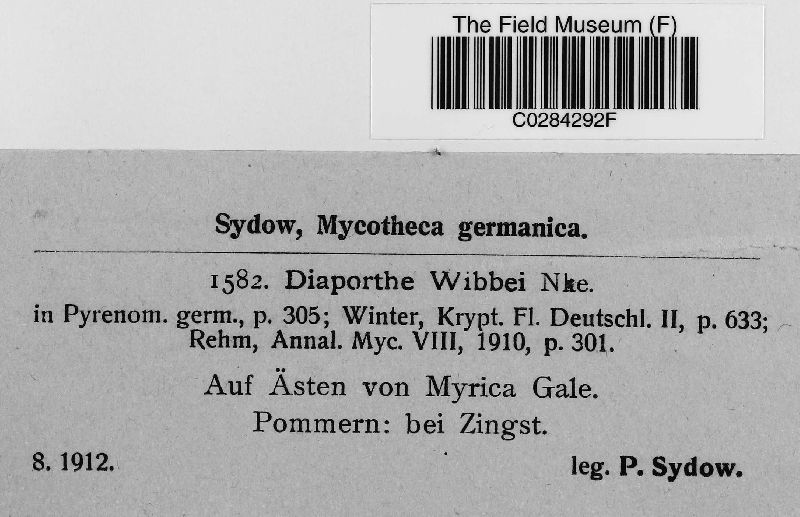 The Field Museum (F)
C0284292F
Sydow, Mycotheca germanica.
1582. Diaporthe Wibbei Nke.
in Pyrenom. germ., p. 305; Winter, Krypt. Fl. Deutschl. II, p. 633;
Rehm, Annal. Myc. VIII, 1910, p. 301.
Auf Ästen von Myrica Gale.
Pommern: bei Zingst.
8. 1912.
leg. P. Sydow.